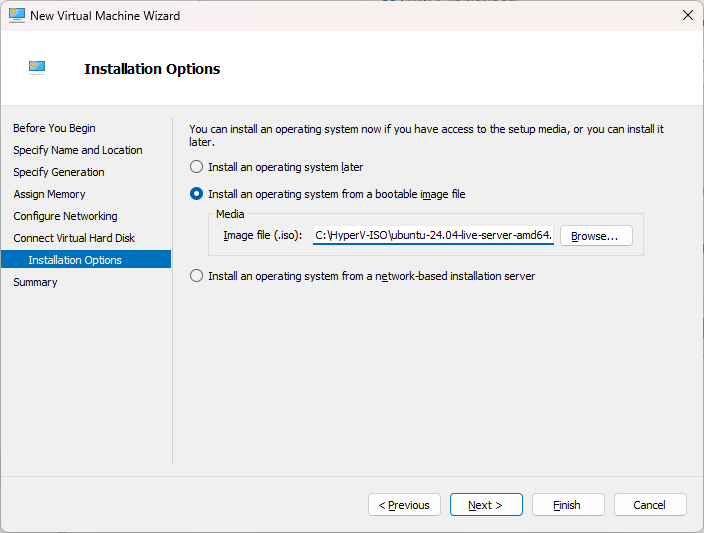 New Virtual Machine Wizard
Installation Options
Before You Begin
Specify Name and Location
Specify Generation
Assign Memory
Configure Networking
Connect Virtual Hard Disk
Installation Options
Summary
You can install an operating system now if you have access to the setup media, or you can install it
later.
Install an operating system later
Install an operating system from a bootable image file
Media
Image file (.iso): C:\HyperV-ISO\ubuntu-24.04-live-server-amd64. Browse...
Install an operating system from a network-based installation server
< Previous Next > Finish Cancel